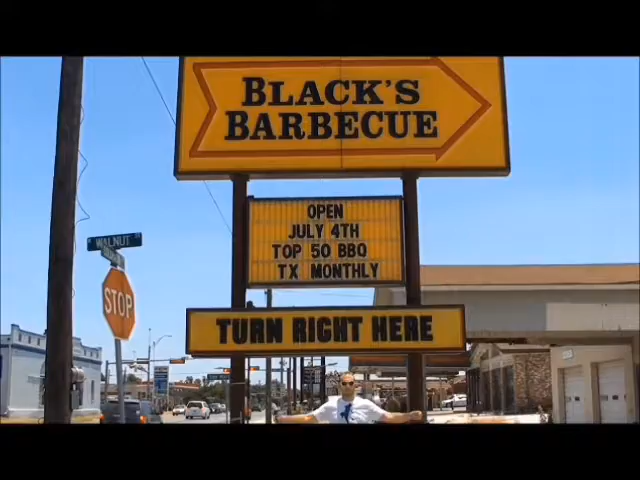 BLACK'S
BARBECUE
OPEN
JULY 4TH
TOP 50 BBQ
TX MONTHLY
TURN RIGHT HERE
WALNUT
STOP